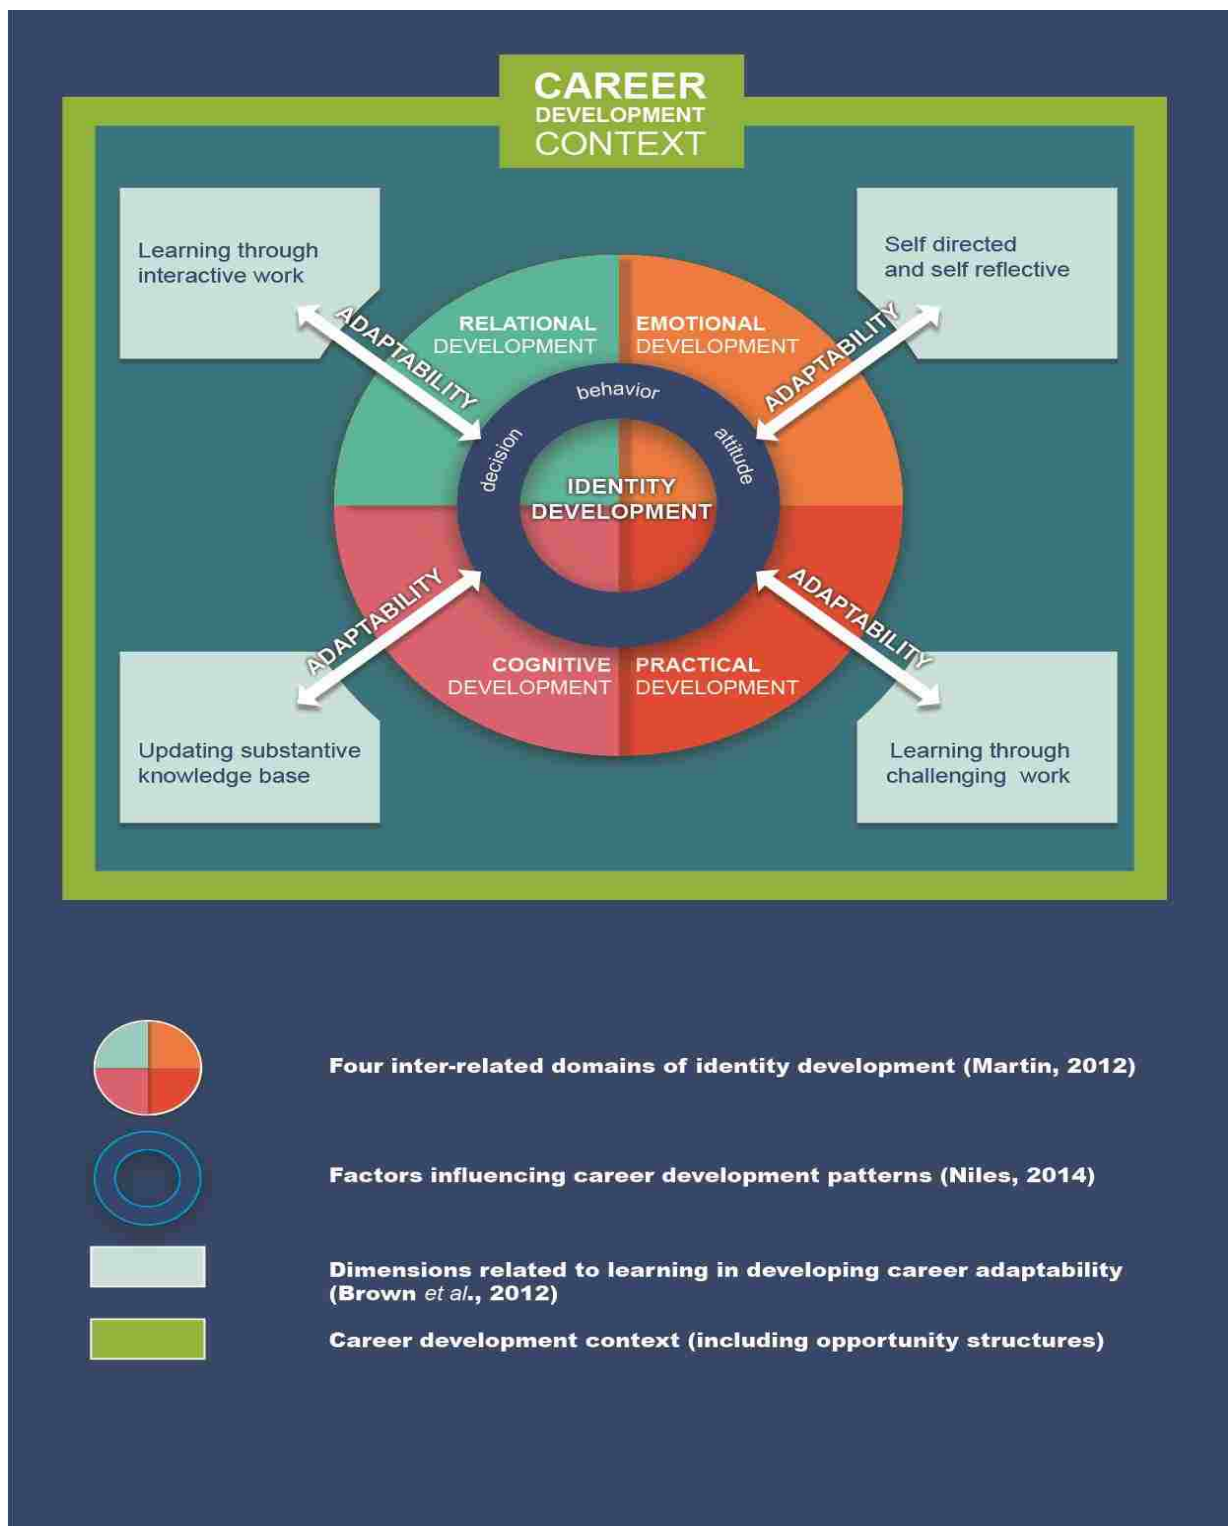 CAREER
DEVELOPMENT
CONTEXT
Learning through
interactive work
Self directed
and self reflective
ADAPTABILITY
ADAPTABILITY
RELATIONAL
DEVELOPMENT
EMOTIONAL
DEVELOPMENT
behavior
decision
attitude
IDENTITY
DEVELOPMENT
ADAPTABILITY
ADAPTABILITY
COGNITIVE
DEVELOPMENT
PRACTICAL
DEVELOPMENT
Updating substantive
knowledge base
Learning through
challenging work
Four inter-related domains of identity development (Martin, 2012)
Factors influencing career development patterns (Niles, 2014)
Dimensions related to learning in developing career adaptability
(Brown et al., 2012)
Career development context (including opportunity structures)